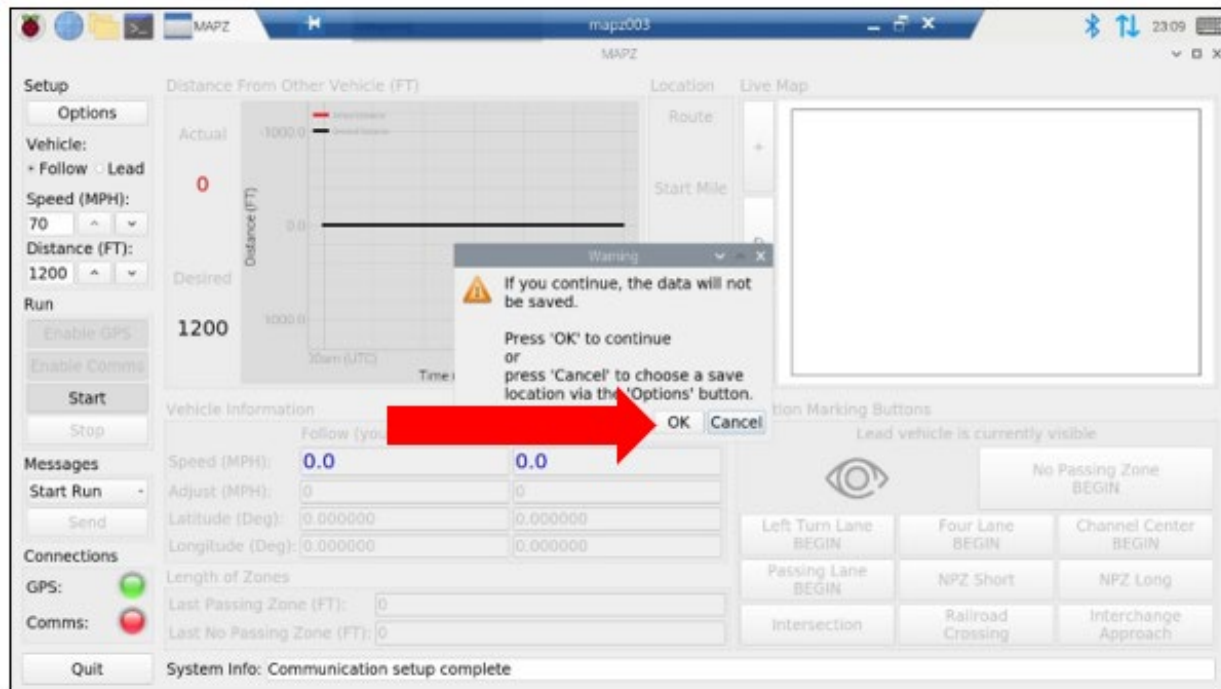 MAPZ
mapz003
23:09
MAPZ
Setup
Options
Vehicle:
Follow Lead
Speed (MPH):
70
Distance (FT):
1200
Run
Enable GPS
Enable Comms
Start
Stop
Messages
Start Run
Send
Connections
GPS:
Comms:
Quit
Distance From Other Vehicle (FT)
Actual
0
Desired
1200
Distance (FT)
-1000.0
0.0
1000.0
(UTC)
Time
Location
Route
Start Mile
Live Map
+
Warning
If you continue, the data will not
be saved.
Press 'OK' to continue
or
press 'Cancel' to choose a save
location via the 'Options' button.
OK Cancel
Vehicle Information
Follow
Speed (MPH): 0.0 0.0
Adjust (MPH): 0 0
Latitude (Deg): 0.000000 0.000000
Longitude (Deg): 0.000000 0.000000
Length of Zones
Last Passing Zone (FT): 0
Last No Passing Zone (FT): 0
Marking Buttons
Lead vehicle is currently visible
No Passing Zone
BEGIN
Left Turn Lane
BEGIN
Four Lane
BEGIN
Channel Center
BEGIN
Passing Lane
BEGIN
NPZ Short
NPZ Long
Intersection
Railroad
Crossing
Interchange
Approach
System Info: Communication setup complete